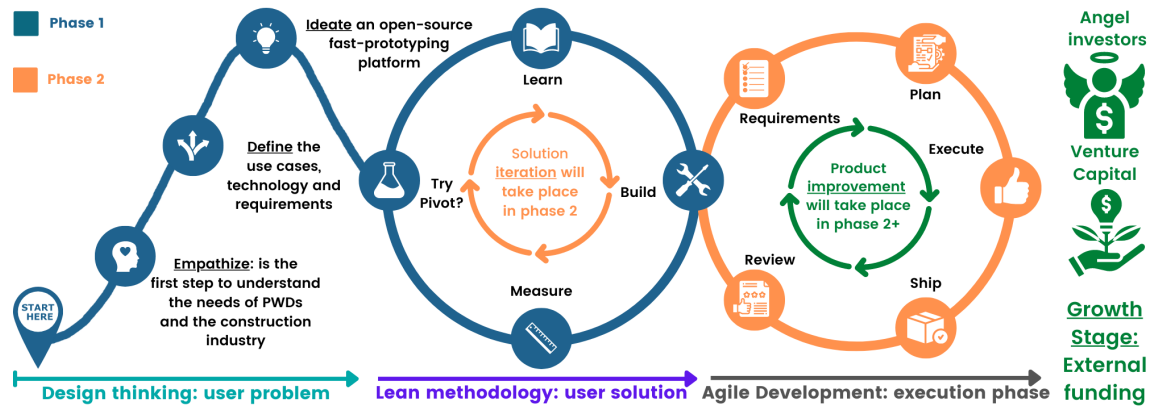 Phase 1
Phase 2
START
HERE
Empathize: is the
first step to understand
the needs of PWDs
and the construction
industry
Define the
use cases,
technology and
requirements
Ideate an open-source
fast-prototyping
platform
Learn
Try
Pivot?
Build
Measure
Solution
iteration will
take place
in phase 2
Requirements
Plan
Execute
Ship
Review
Product
improvement
will take place
in phase 2+
Angel
investors
$
Venture
Capital
$
Growth
Stage:
External
funding
Design thinking: user problem
Lean methodology: user solution
Agile Development: execution phase